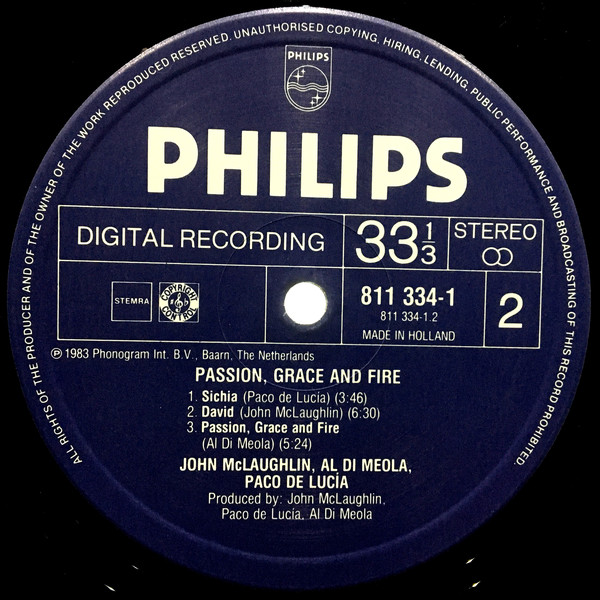 ALL RIGHTS OF THE PRODUCER AND OF THE OWNER OF THE WORK REPRODUCED RESERVED. UNAUTHORISED COPYING, HIRING, LENDING, PUBLIC PERFORMANCE AND BROADCASTING OF THIS RECORD PROHIBITED.
PHILIPS
PHILIPS
DIGITAL RECORDING
33 1/3
STEREO
STEMRA
COPYRIGHT CONTROL
811 334-1
811 334-1.2
MADE IN HOLLAND
2
℗ 1983 Phonogram Int. B.V., Baarn, The Netherlands
PASSION, GRACE AND FIRE
1. Sichia (Paco de Lucía) (3:46)
2. David (John McLaughlin) (6:30)
3. Passion, Grace and Fire
(Al Di Meola) (5:24)
JOHN McLAUGHLIN, AL DI MEOLA,
PACO DE LUCÍA
Produced by: John McLaughlin,
Paco de Lucía, Al Di Meola